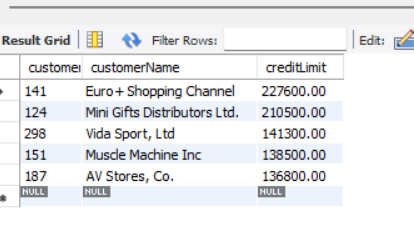 Result Grid Filter Rows: Edit:
customer customerName creditLimit
141 Euro+ Shopping Channel 227600.00
124 Mini Gifts Distributors Ltd. 210500.00
298 Vida Sport, Ltd 141300.00
151 Muscle Machine Inc 138500.00
187 AV Stores, Co. 136800.00
NULL NULL NULL